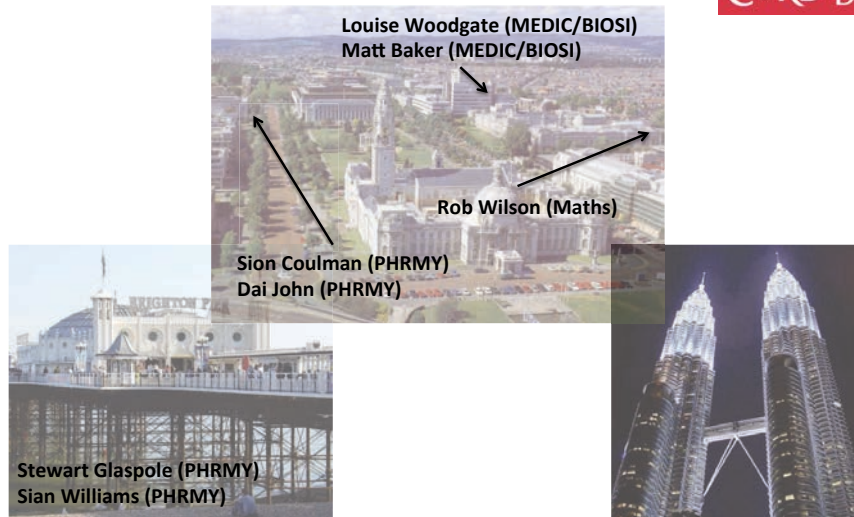 Louise Woodgate (MEDIC/BIOSI)
Matt Baker (MEDIC/BIOSI)
Rob Wilson (Maths)
Sion Coulman (PHRMY)
Dai John (PHRMY)
BRIGHTON
Stewart Glaspole (PHRMY)
Sian Williams (PHRMY)